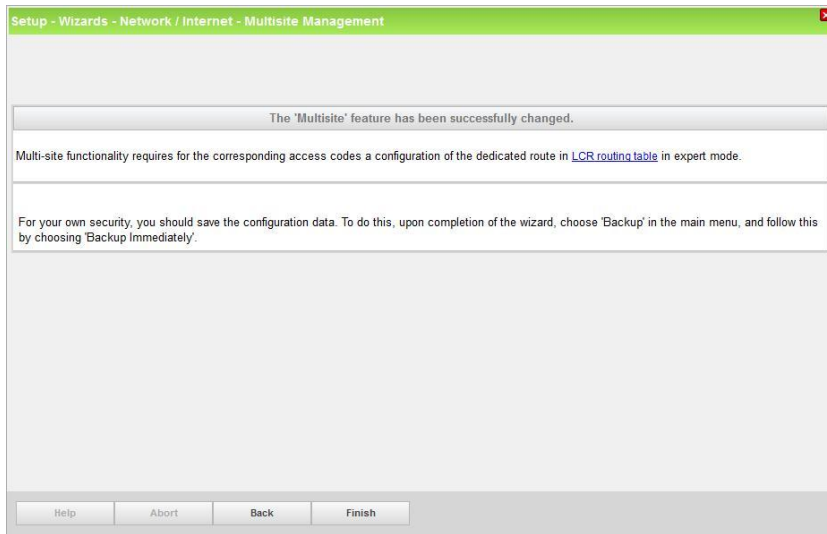 Setup - Wizards - Network / Internet - Multisite Management
The 'Multisite' feature has been successfully changed.
Multi-site functionality requires for the corresponding access codes a configuration of the dedicated route in LCR routing table in expert mode.
For your own security, you should save the configuration data. To do this, upon completion of the wizard, choose 'Backup' in the main menu, and follow this
by choosing 'Backup Immediately'.
Help Abort Back Finish